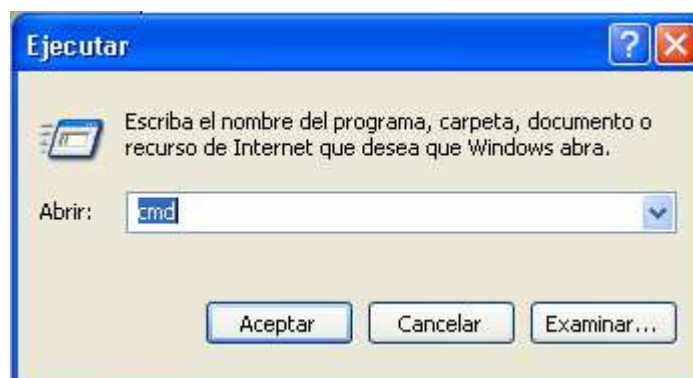 Ejecutar
Escriba el nombre del programa, carpeta, documento o
recurso de Internet que desea que Windows abra.
Abrir: cmd
Aceptar Cancelar Examinar...